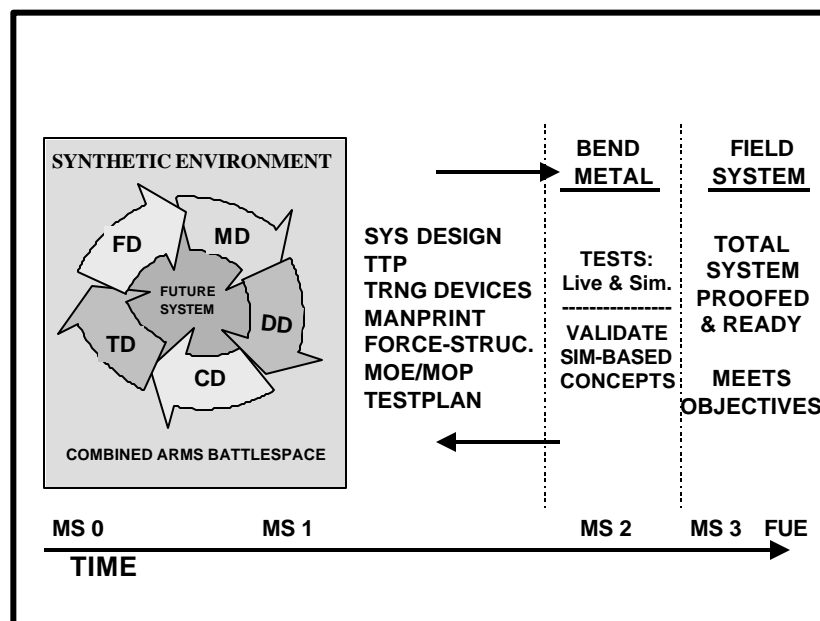 SYNTHETIC ENVIRONMENT
FD
MD
FUTURE
SYSTEM
TD
DD
CD
COMBINED ARMS BATTLESPACE
SYS DESIGN
TTP
TRNG DEVICES
MANPRINT
FORCE-STRUC.
MOE/MOP
TESTPLAN
BEND
METAL
TESTS:
Live & Sim.
----------------
VALIDATE
SIM-BASED
CONCEPTS
FIELD
SYSTEM
TOTAL
SYSTEM
PROOFED
& READY
MEETS
OBJECTIVES
MS 0
MS 1
MS 2
MS 3
FUE
TIME